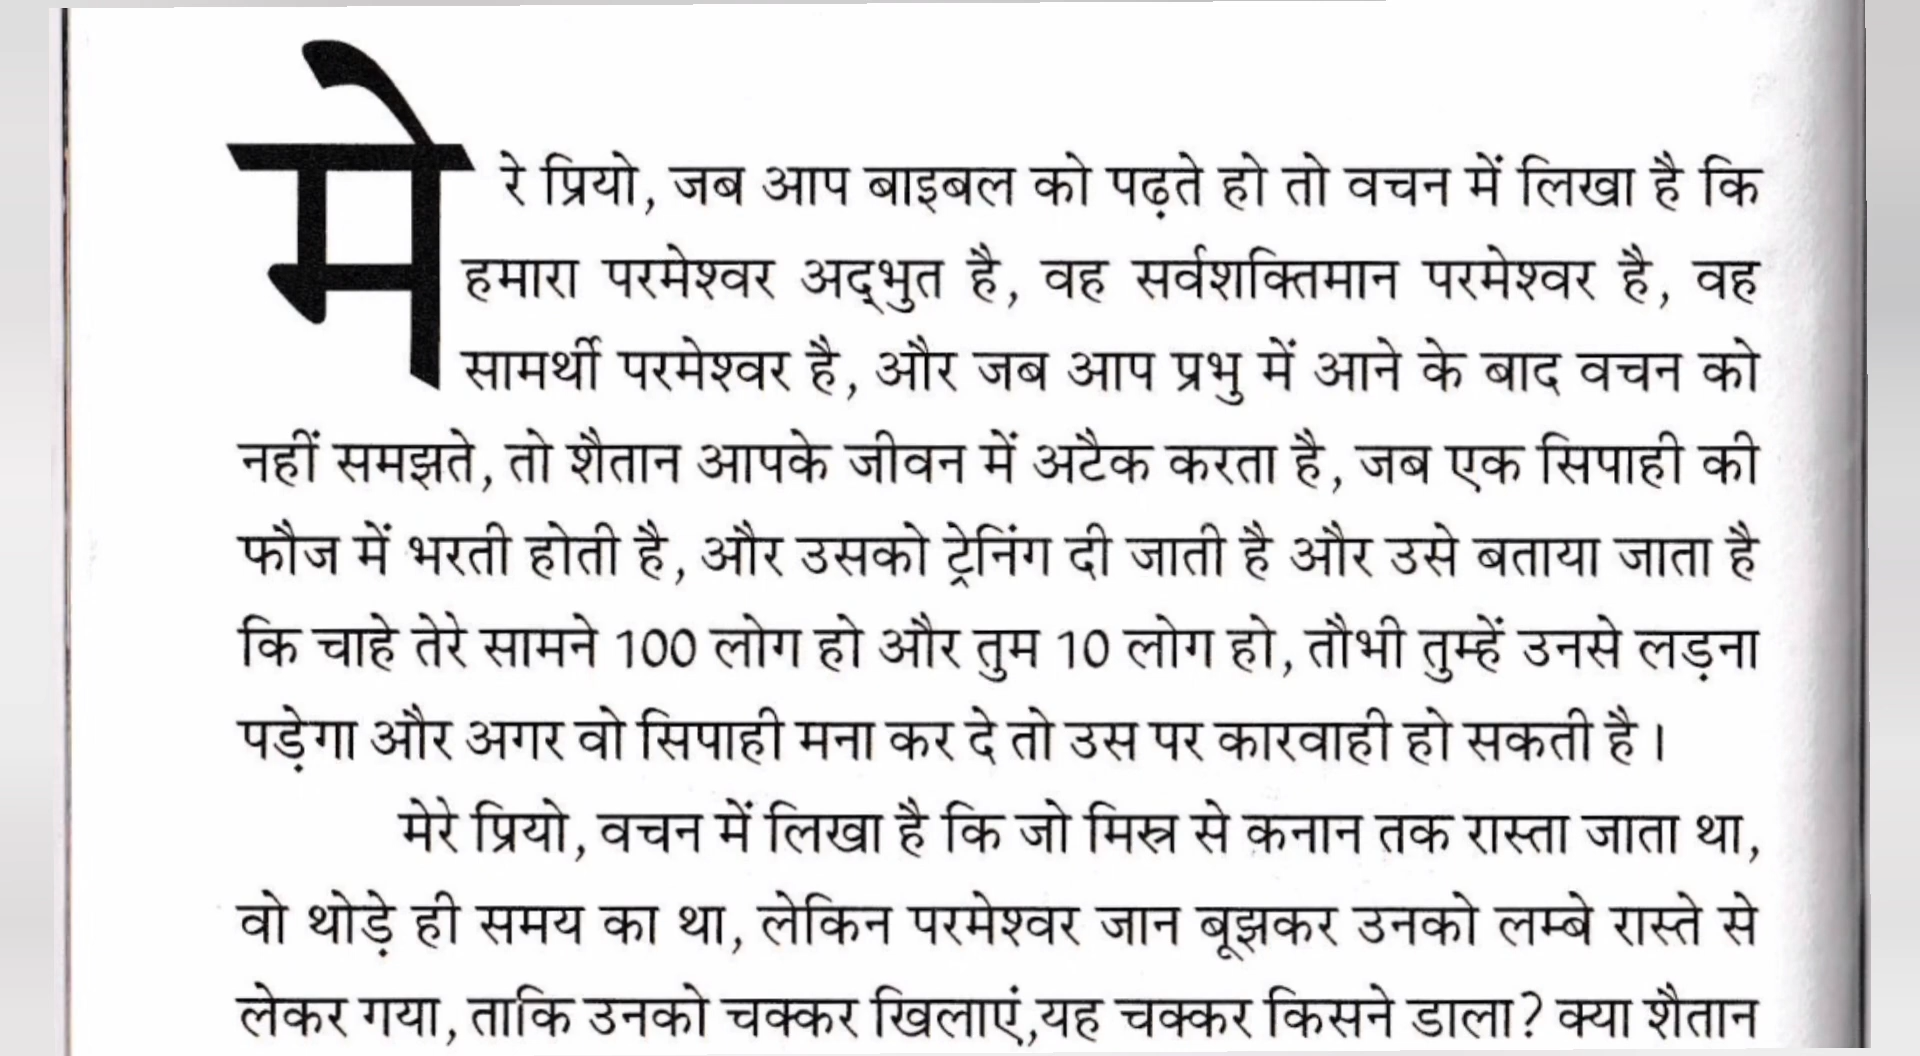 मेरे प्रियो, जब आप बाइबल को पढ़ते हो तो वचन में लिखा है कि
हमारा परमेश्वर अद्भुत है, वह सर्वशक्तिमान परमेश्वर है, वह
सामर्थी परमेश्वर है, और जब आप प्रभु में आने के बाद वचन को
नहीं समझते, तो शैतान आपके जीवन में अटैक करता है, जब एक सिपाही की
फौज में भरती होती है, और उसको ट्रेनिंग दी जाती है और उसे बताया जाता है
कि चाहे तेरे सामने 100 लोग हो और तुम 10 लोग हो, तौभी तुम्हें उनसे लड़ना
पड़ेगा और अगर वो सिपाही मना कर दे तो उस पर कारवाही हो सकती है।
मेरे प्रियो, वचन में लिखा है कि जो मिस्र से कनान तक रास्ता जाता था,
वो थोड़े ही समय का था, लेकिन परमेश्वर जान बूझकर उनको लम्बे रास्ते से
लेकर गया, ताकि उनको चक्कर खिलाएं,यह चक्कर किसने डाला? क्या शैतान